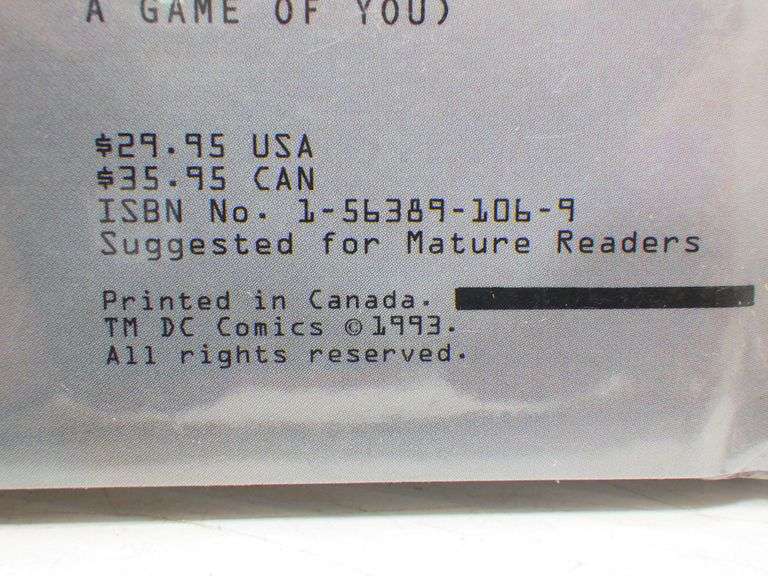 A GAME OF YOU)
$29.95 USA
$35.95 CAN
ISBN No. 1-56389-106-9
Suggested for Mature Readers
Printed in Canada.
TM DC Comics ©1993.
All rights reserved.